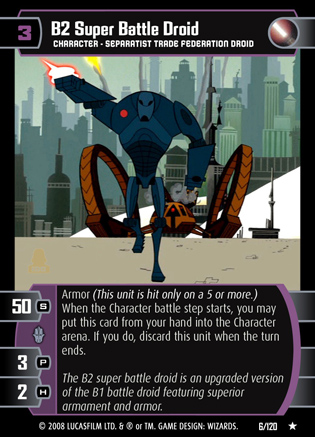 3
B2 Super Battle Droid
CHARACTER - SEPARATIST TRADE FEDERATION DROID
50 S
3 P
2 H
Armor (This unit is hit only on a 5 or more.)
When the Character battle step starts, you may
put this card from your hand into the Character
arena. If you do, discard this unit when the turn
ends.
The B2 super battle droid is an upgraded version
of the B1 battle droid featuring superior
armament and armor.
© 2008 LUCASFILM LTD. & ® or TM. GAME DESIGN: WIZARDS.
6/120 ★